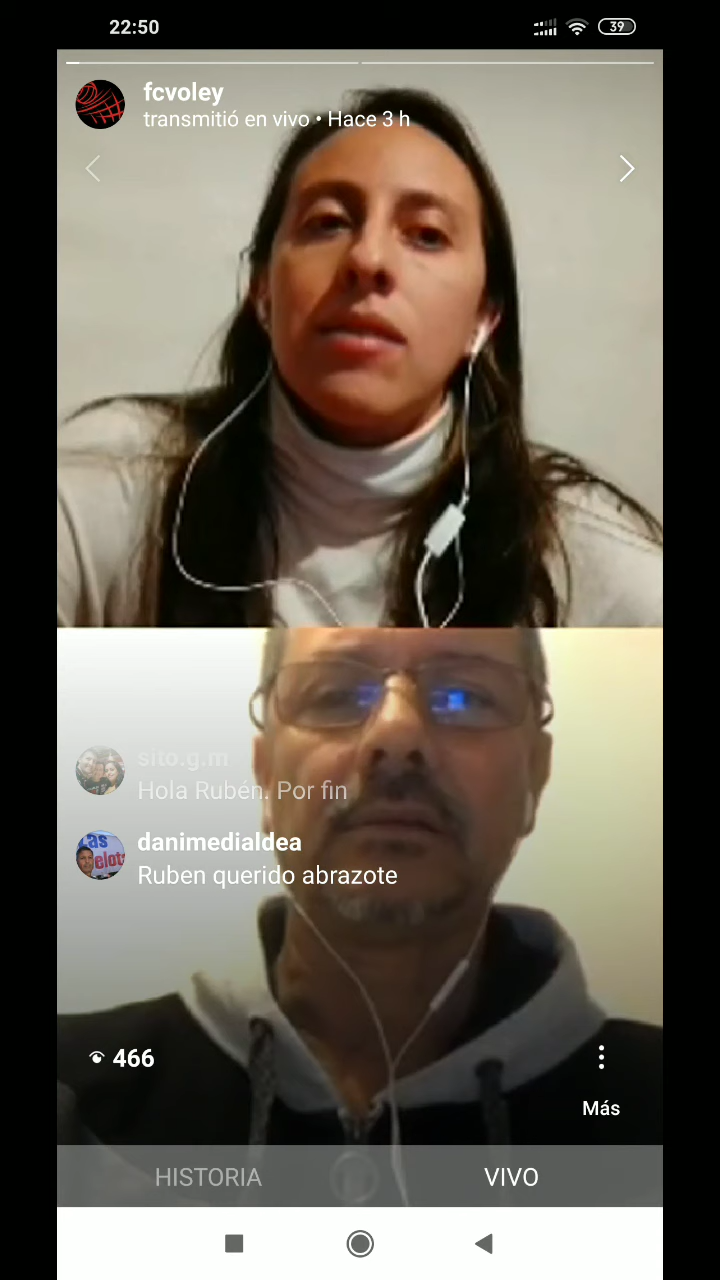 22:50
39
fcvoley
transmitió en vivo • Hace 3 h
sito.g.m
Hola Rubén. Por fin
danimedialdea
Ruben querido abrazote
466
Más
HISTORIA
VIVO